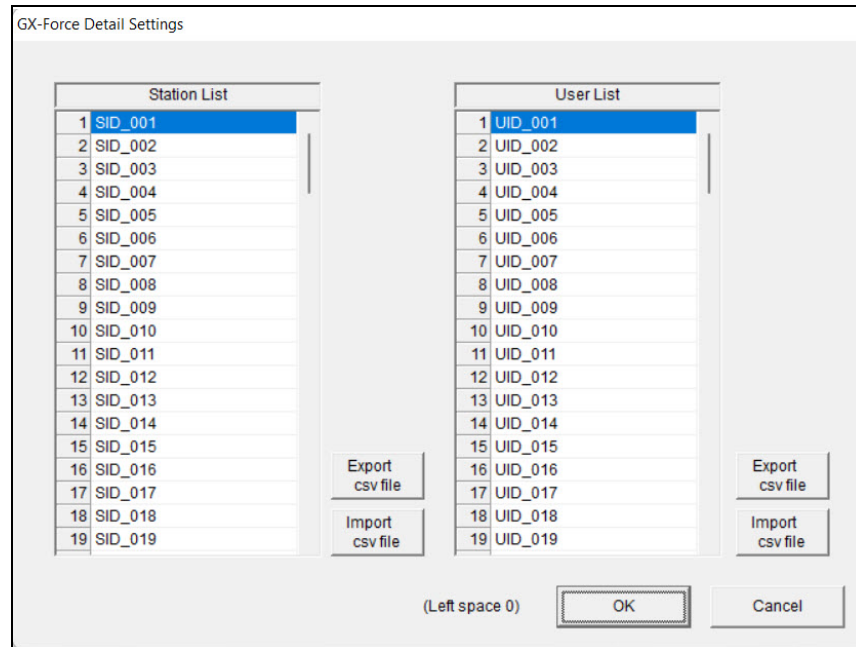 GX-Force Detail Settings
Station List
1 SID_001
2 SID_002
3 SID_003
4 SID_004
5 SID_005
6 SID_006
7 SID_007
8 SID_008
9 SID_009
10 SID_010
11 SID_011
12 SID_012
13 SID_013
14 SID_014
15 SID_015
16 SID_016
17 SID_017
18 SID_018
19 SID_019
Export
csv file
Import
csv file
User List
1 UID_001
2 UID_002
3 UID_003
4 UID_004
5 UID_005
6 UID_006
7 UID_007
8 UID_008
9 UID_009
10 UID_010
11 UID_011
12 UID_012
13 UID_013
14 UID_014
15 UID_015
16 UID_016
17 UID_017
18 UID_018
19 UID_019
Export
csv file
Import
csv file
(Left space 0)
OK
Cancel